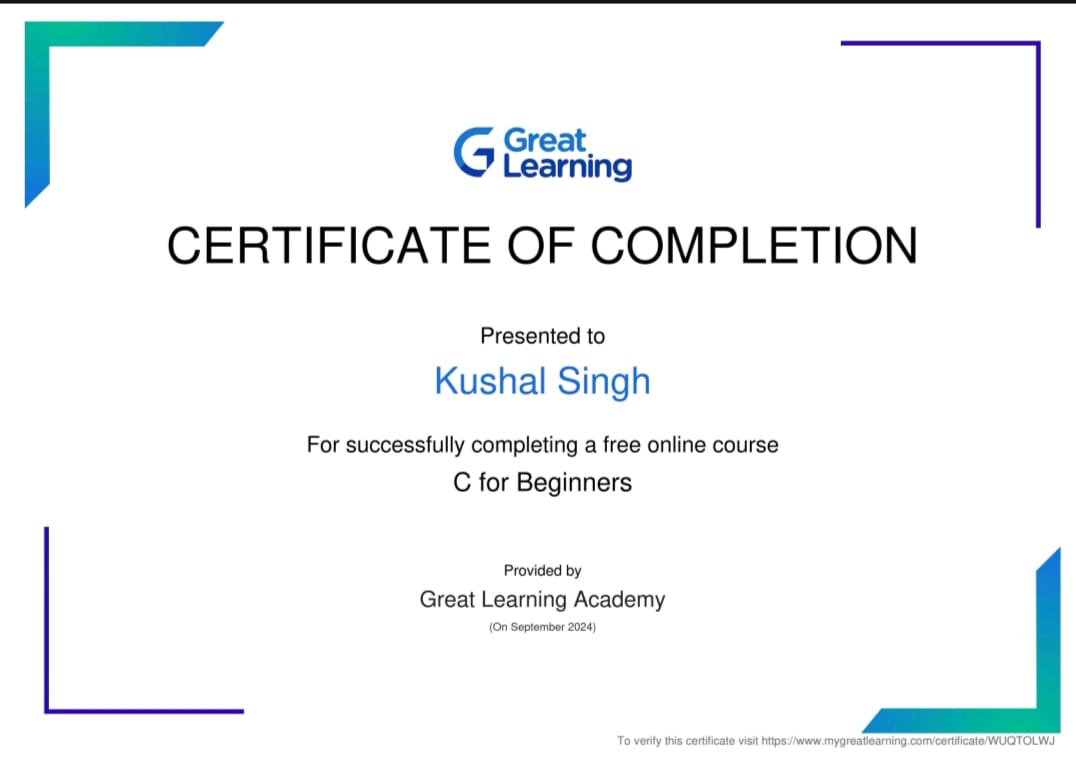 Great
Learning
CERTIFICATE OF COMPLETION
Presented to
Kushal Singh
For successfully completing a free online course
C for Beginners
Provided by
Great Learning Academy
(On September 2024)
To verify this certificate visit https://www.mygreatlearning.com/certificate/WUQTOLWJ